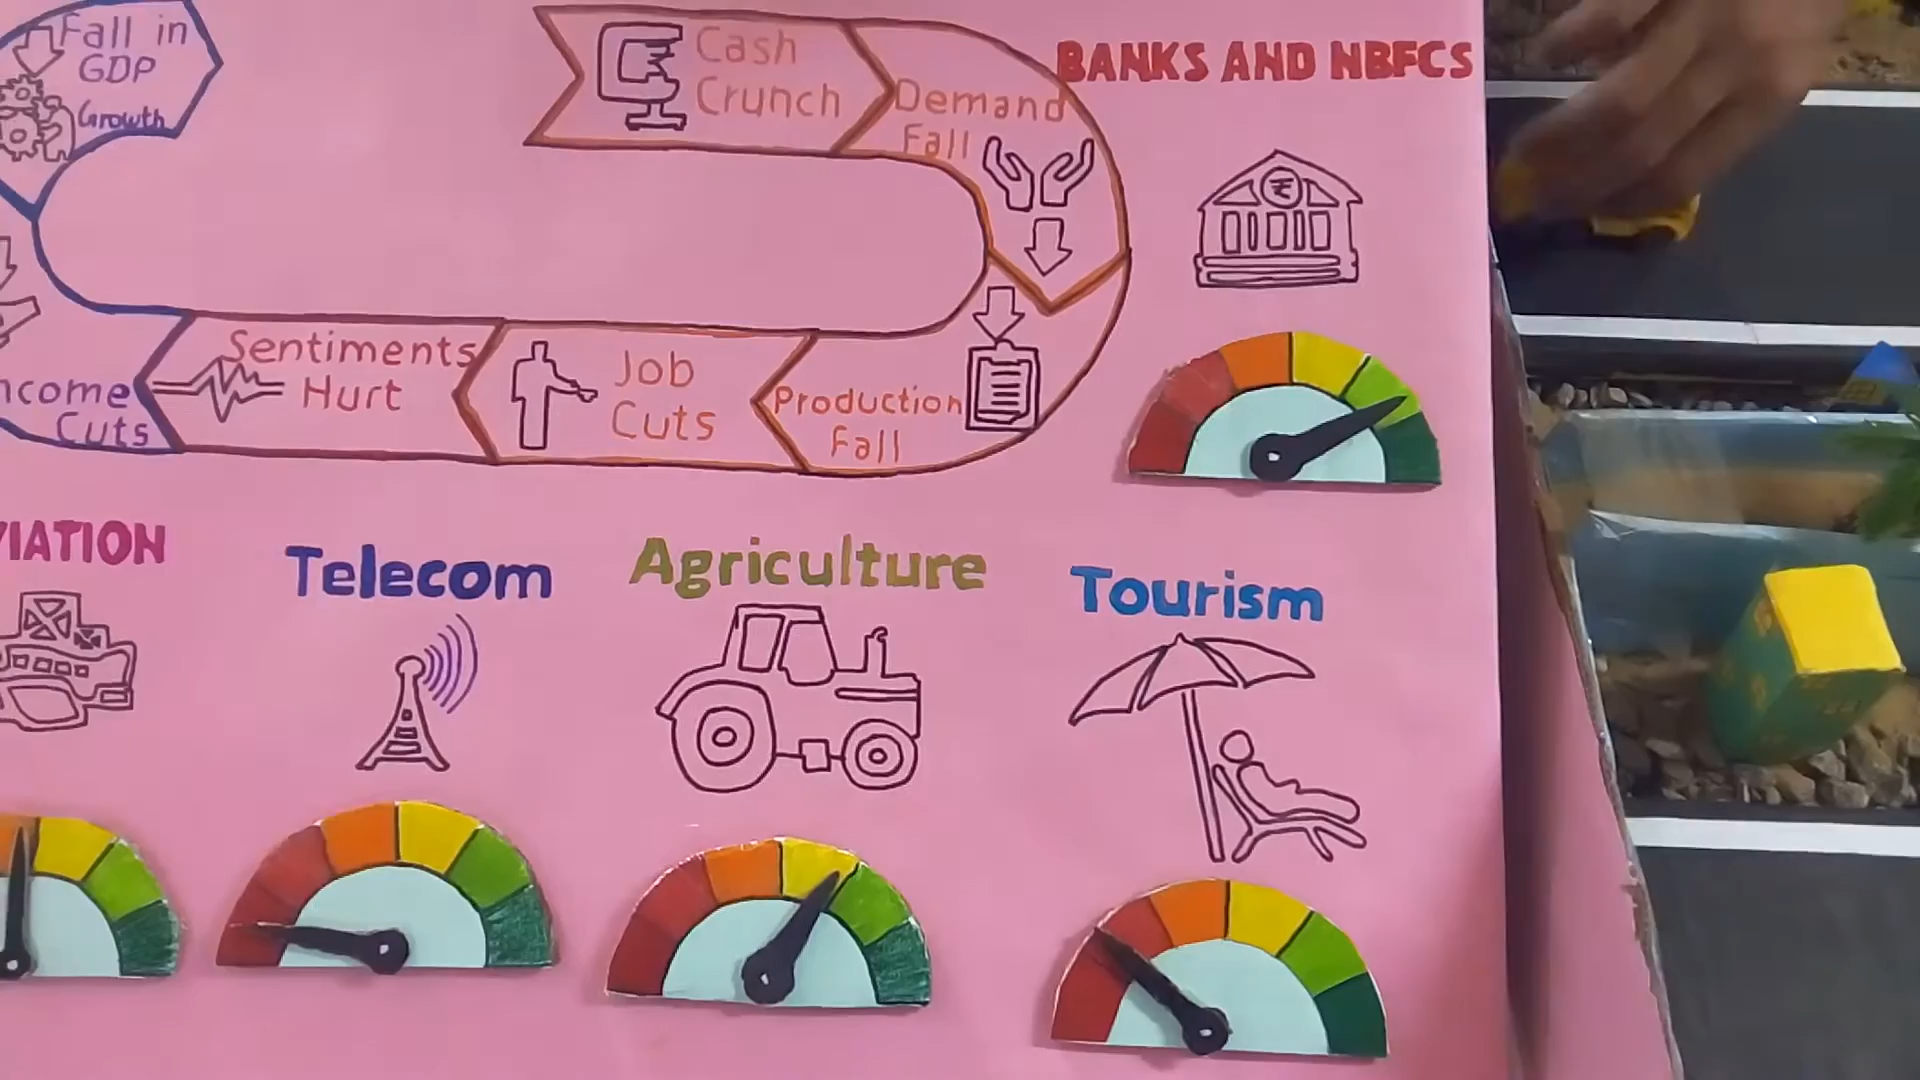 Fall in
GDP
Growth
Cash
Crunch
Demand
Fall
BANKS AND NBFCS
₹
Production
Fall
Job
Cuts
Sentiments
Hurt
ncome
Cuts
VIATION
Telecom
Agriculture
Tourism